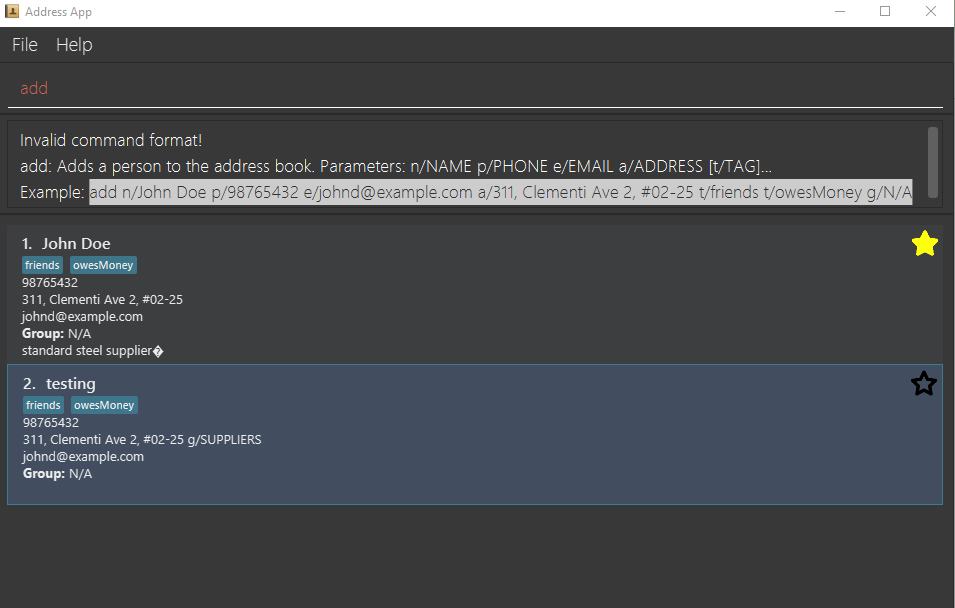 Address App
File Help
add
Invalid command format!
add: Adds a person to the address book. Parameters: n/NAME p/PHONE e/EMAIL a/ADDRESS [t/TAG]...
Example: add n/John Doe p/98765432 e/johnd@example.com a/311, Clementi Ave 2, #02-25 t/friends t/owesMoney g/N/A
1. John Doe
friends owesMoney
98765432
311, Clementi Ave 2, #02-25
johnd@example.com
Group: N/A
standard steel supplier�
2. testing
friends owesMoney
98765432
311, Clementi Ave 2, #02-25 g/SUPPLIERS
johnd@example.com
Group: N/A